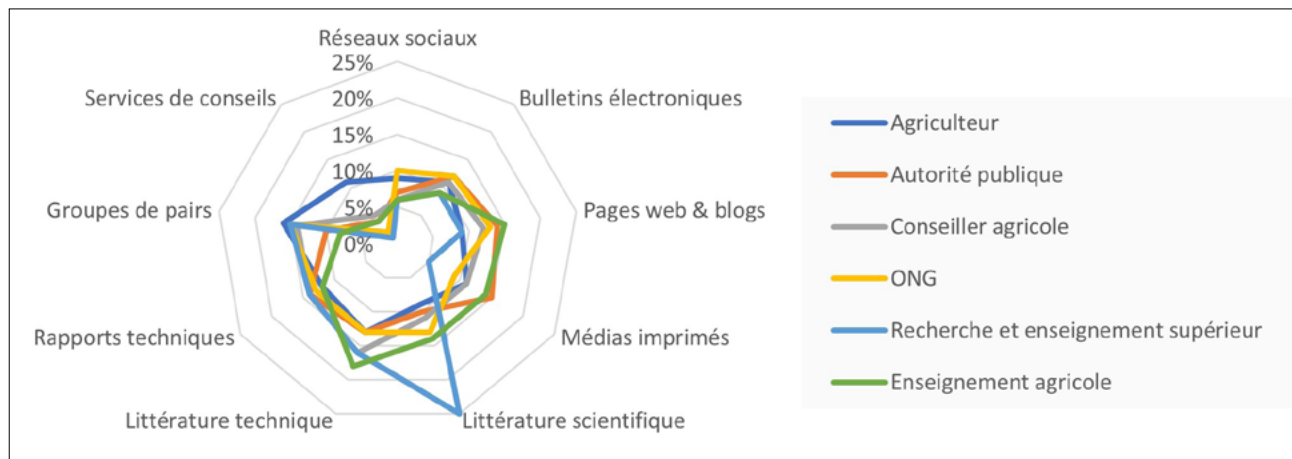 Réseaux sociaux
25%
20%
15%
10%
5%
0%
Bulletins électroniques
Pages web & blogs
Médias imprimés
Littérature scientifique
Littérature technique
Rapports techniques
Groupes de pairs
Services de conseils
Agriculteur
Autorité publique
Conseiller agricole
ONG
Recherche et enseignement supérieur
Enseignement agricole